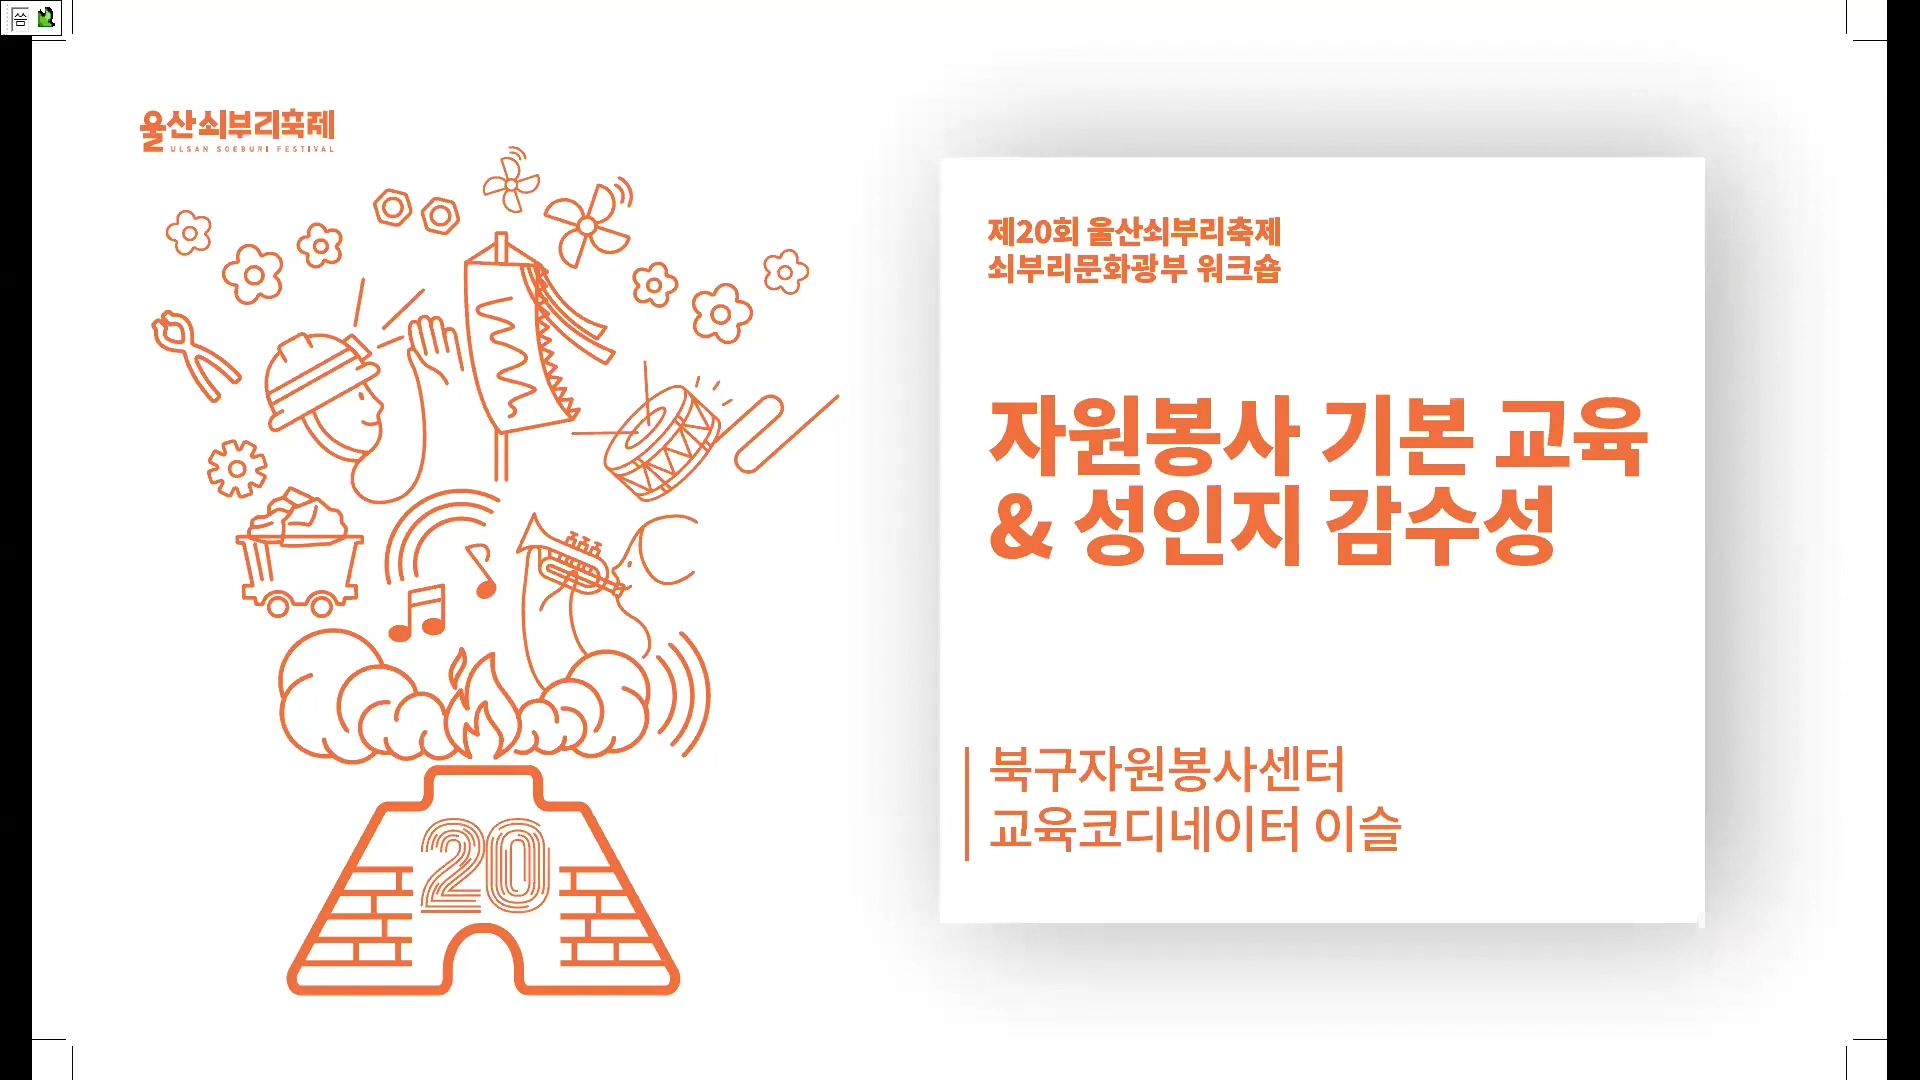 울산쇠부리축제
ULSAN SOEBURI FESTIVAL
제20회 울산쇠부리축제
쇠부리문화광부 워크숍
자원봉사 기본 교육
& 성인지 감수성
북구자원봉사센터
교육코디네이터 이슬
20